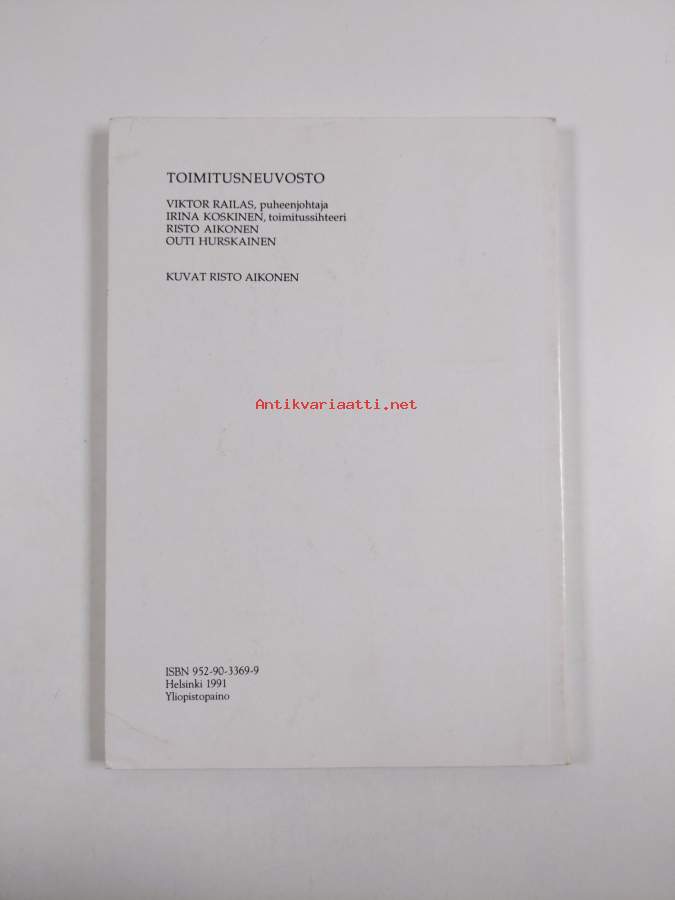 TOIMITUSNEUVOSTO
VIKTOR RAILAS, puheenjohtaja
IRINA KOSKINEN, toimitussihteeri
RISTO AIKONEN
OUTI HURSKAINEN
KUVAT RISTO AIKONEN
Antikvariaatti.net
ISBN 952-90-3369-9
Helsinki 1991
Yliopistopaino